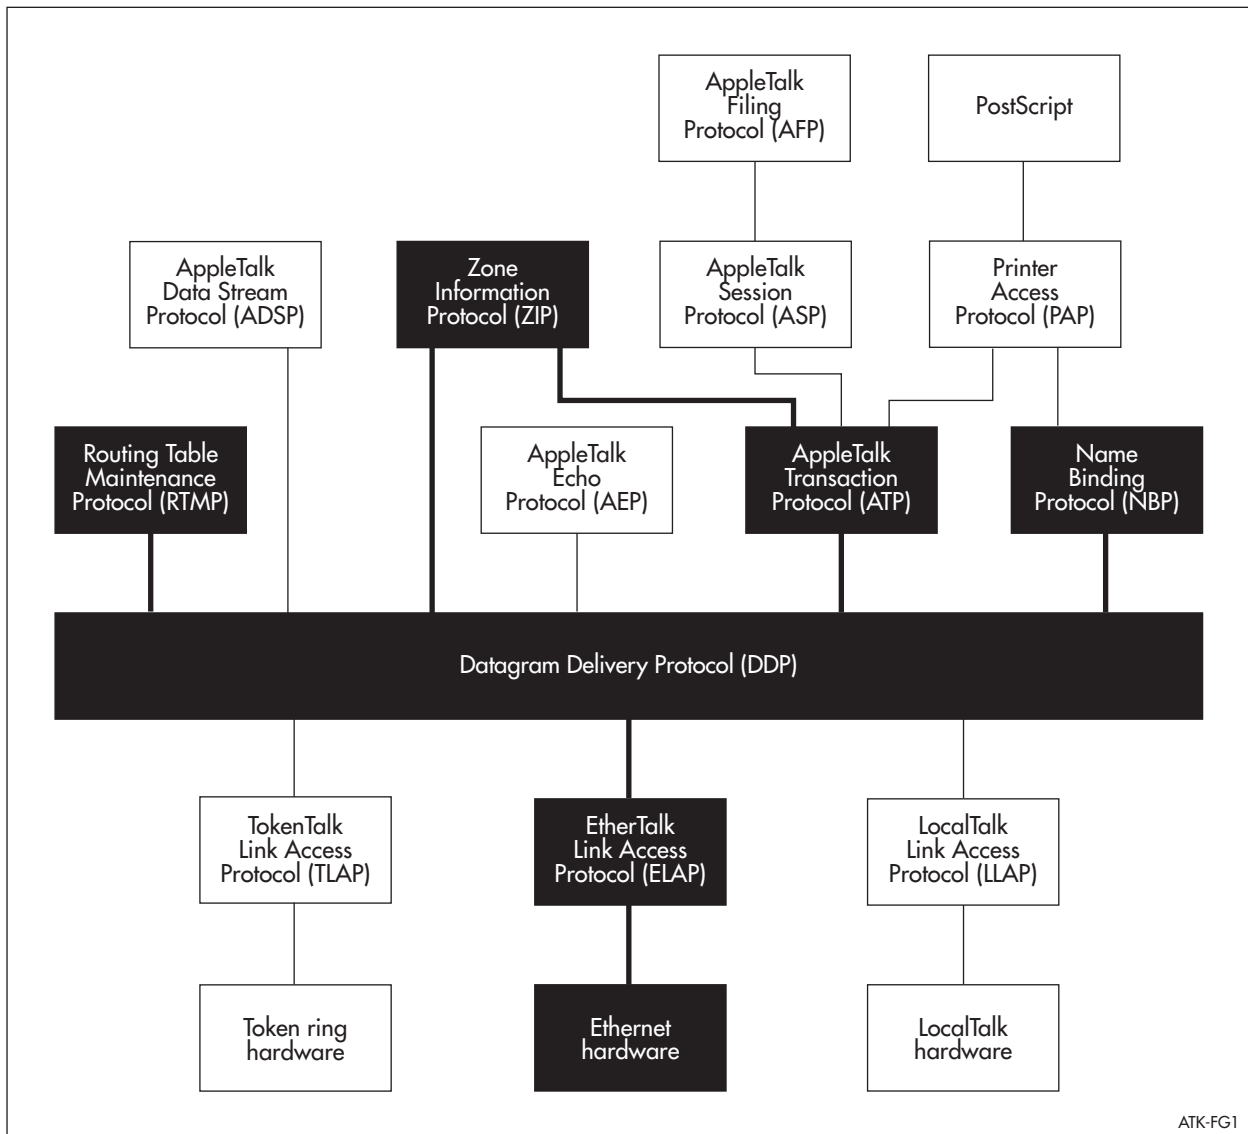 AppleTalk
Filing
Protocol (AFP)
PostScript
AppleTalk
Data Stream
Protocol (ADSP)
Zone
Information
Protocol (ZIP)
AppleTalk
Session
Protocol (ASP)
Printer
Access
Protocol (PAP)
Routing Table
Maintenance
Protocol (RTMP)
AppleTalk
Echo
Protocol (AEP)
AppleTalk
Transaction
Protocol (ATP)
Name
Binding
Protocol (NBP)
Datagram Delivery Protocol (DDP)
TokenTalk
Link Access
Protocol (TLAP)
EtherTalk
Link Access
Protocol (ELAP)
LocalTalk
Link Access
Protocol (LLAP)
Token ring
hardware
Ethernet
hardware
LocalTalk
hardware
ATK-FG1